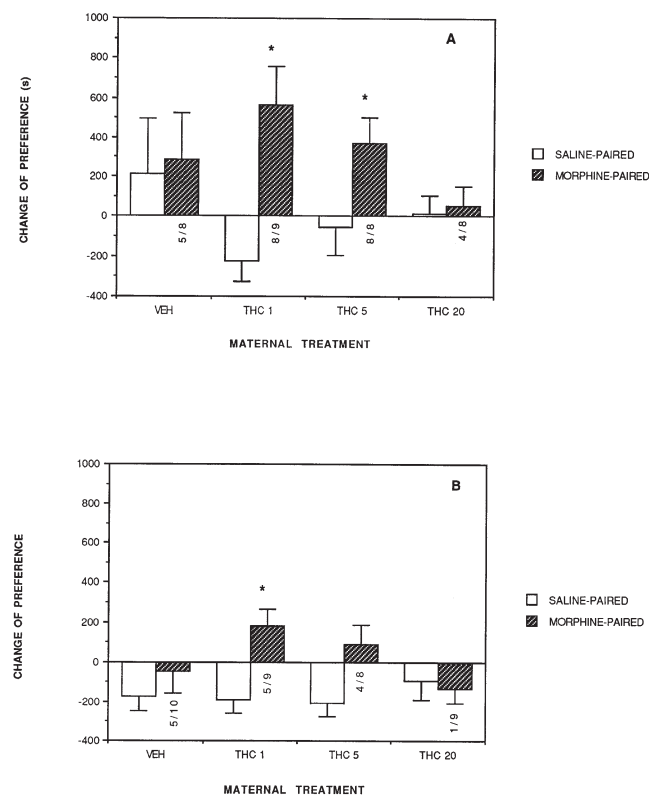 1000
A
800
*
600
*
400
SALINE-PAIRED
200
MORPHINE-PAIRED
0
5/8
8/9
8/8
4/8
-200
-400
CHANGE OF PREFERENCE (s)
VEH THC 1 THC 5 THC 20
MATERNAL TREATMENT
1000
B
800
600
400
*
SALINE-PAIRED
200
MORPHINE-PAIRED
0
5/10
5/9
4/8
1/9
-200
-400
CHANGE OF PREFERENCE
VEH THC 1 THC 5 THC 20
MATERNAL TREATMENT